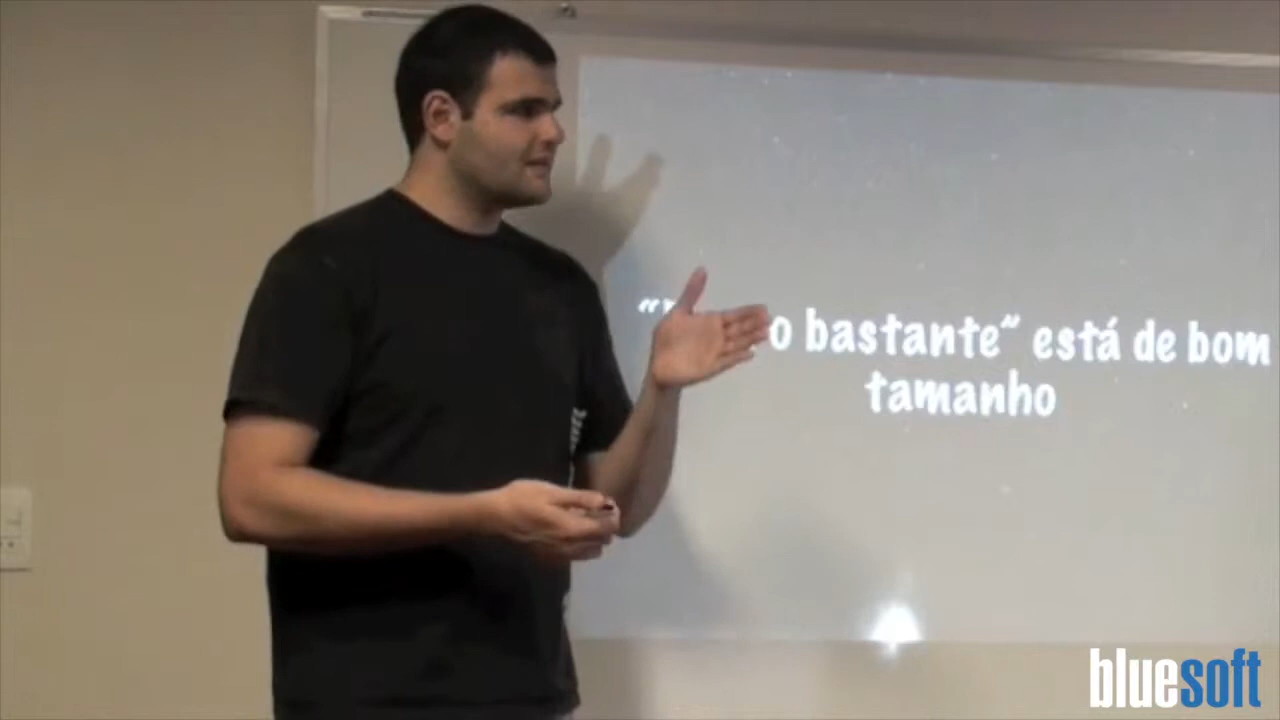 o bastante” está de bom
tamanho
bluesoft